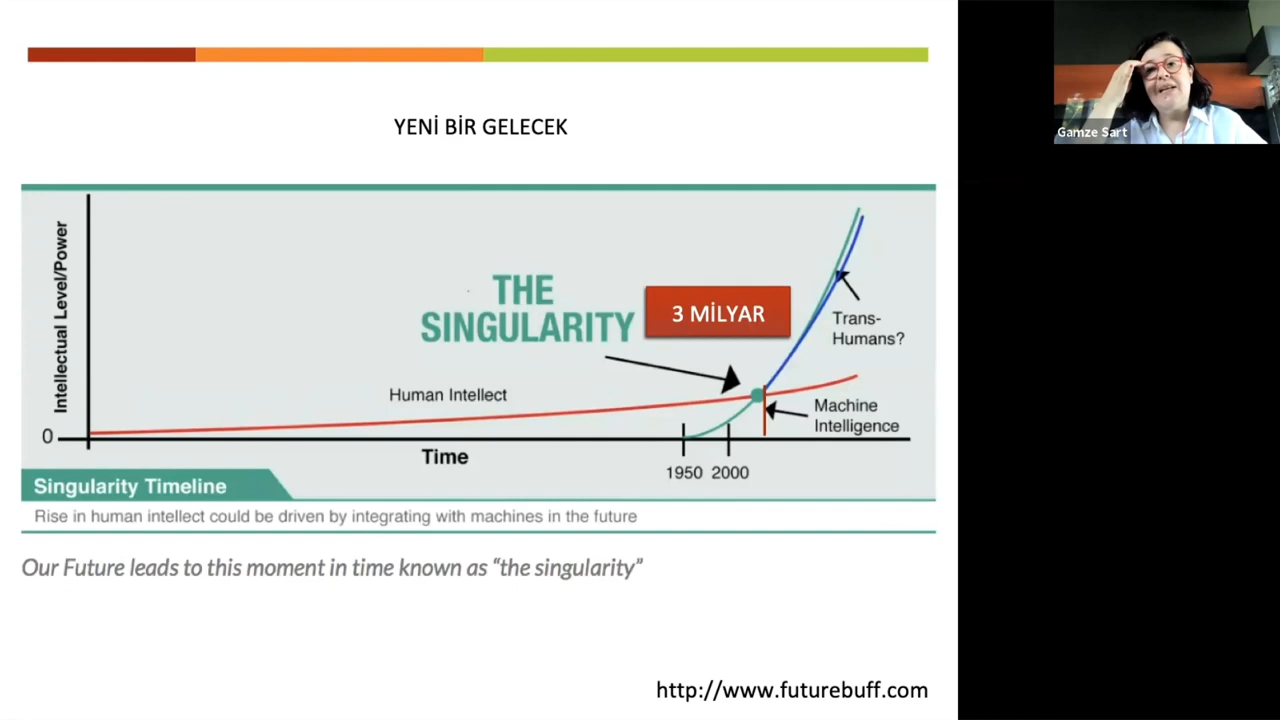 YENİ BİR GELECEK
Intellectual Level/Power
THE
SINGULARITY
3 MİLYAR
Trans-
Humans?
Human Intellect
Machine
Intelligence
0
Time
1950 2000
Singularity Timeline
Rise in human intellect could be driven by integrating with machines in the future
Our Future leads to this moment in time known as “the singularity”
http://www.futurebuff.com
Gamze Sart